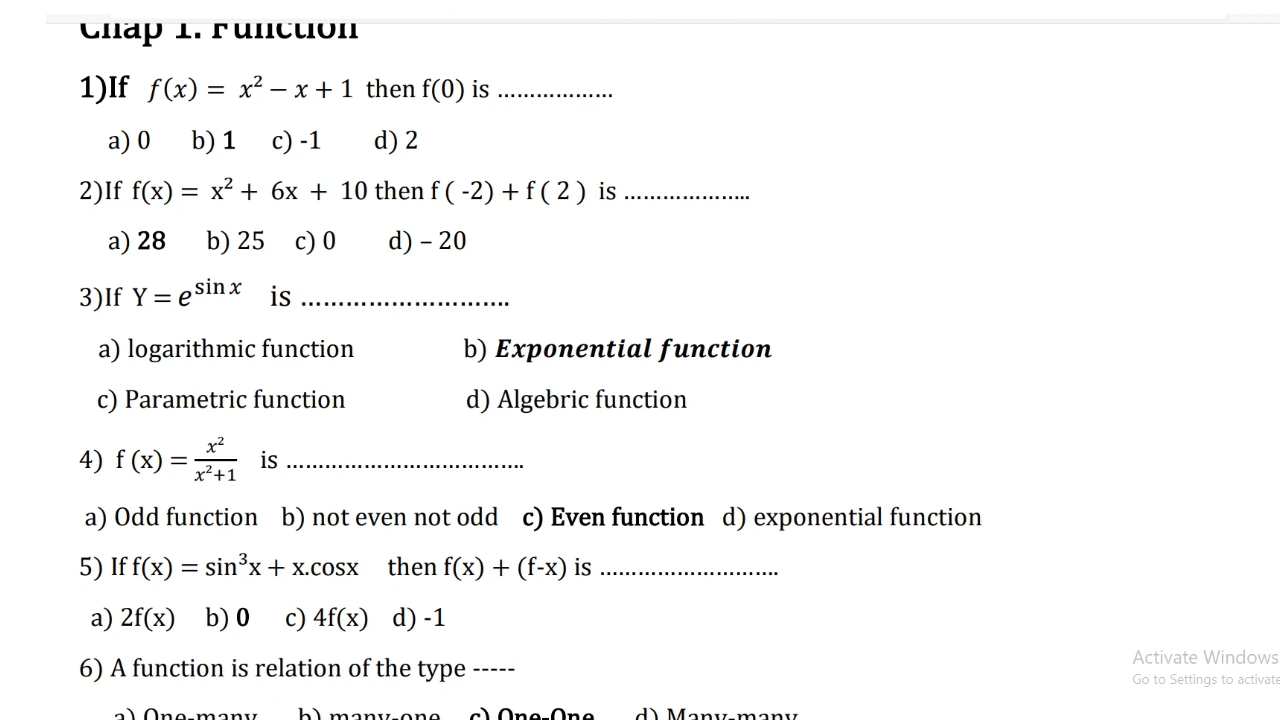 Chap 1. Function
1)If f(x) = x² − x + 1 then f(0) is ..................
a) 0 b) 1 c) -1 d) 2
2)If f(x) = x² + 6x + 10 then f ( -2) + f ( 2 ) is ....................
a) 28 b) 25 c) 0 d) – 20
3)If Y = e^sin x is ............................
a) logarithmic function b) Exponential function
c) Parametric function d) Algebric function
4) f (x) = x²/x²+1 is ....................................
a) Odd function b) not even not odd c) Even function d) exponential function
5) If f(x) = sin³x + x.cosx then f(x) + (f-x) is ............................
a) 2f(x) b) 0 c) 4f(x) d) -1
6) A function is relation of the type -----
a) One-many b) many-one c) One-One d) Many-many
Activate Windows
Go to Settings to activate